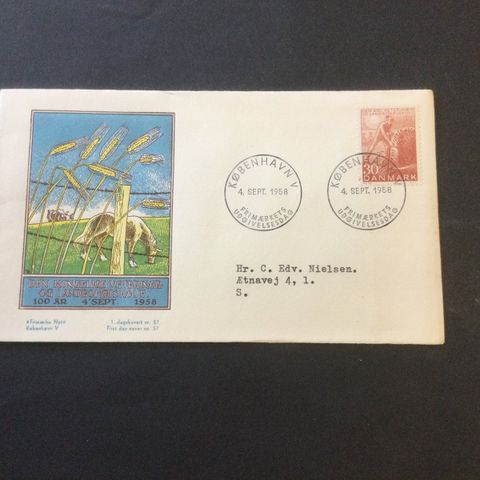 KØBENHAVN V
4. SEPT. 1958
FRIMÆRKETS
UDGIVELSESDAG
KØBENHAVN V
4. SEPT. 1958
FRIMÆRKETS
UDGIVELSESDAG
30
DANMARK
Hr. C. Edv. Nielsen.
Ætnavej 4, 1.
S.
DEN KONGELIGE VETERINÆR
OG LANDBOHØJSKOLE
100 ÅR 4' SEPT. 1958
»Frimærke Nyt«
København V
1. dagskuvert nr. 57
First day cover no. 57